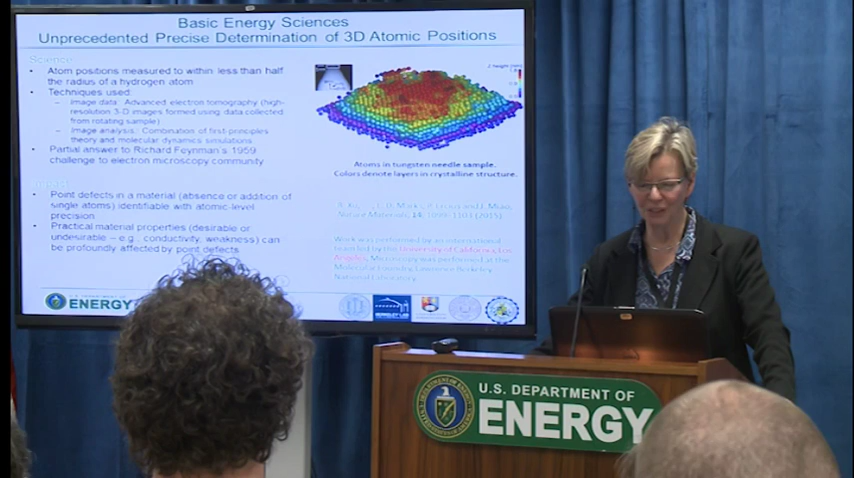 Basic Energy Sciences
Unprecedented Precise Determination of 3D Atomic Positions
Science
• Atom positions measured to within less than half
the radius of a hydrogen atom
• Techniques used:
– Image data: Advanced electron tomography (high-
resolution 3-D images formed using data collected
from rotating sample)
– Image analysis: Combination of first-principles
theory and molecular dynamics simulations.
• Partial answer to Richard Feynman's 1959
challenge to electron microscopy community
• Point defects in a material (absence or addition of
single atoms) identifiable with atomic-level
precision
• Practical material properties (desirable or
undesirable – e.g., conductivity, weakness) can
be profoundly affected by point defects
Z height (nm)
Atoms in tungsten needle sample.
Colors denote layers in crystalline structure.
Nature Materials, 14, 1099-1103 (2015)
Work was performed by an international
team led by the University of California, Los
Angeles. Microscopy was performed at the
Molecular Foundry, Lawrence Berkeley
National Laboratory
U.S. DEPARTMENT OF
ENERGY
BERKELEY LAB
U.S. DEPARTMENT OF
ENERGY